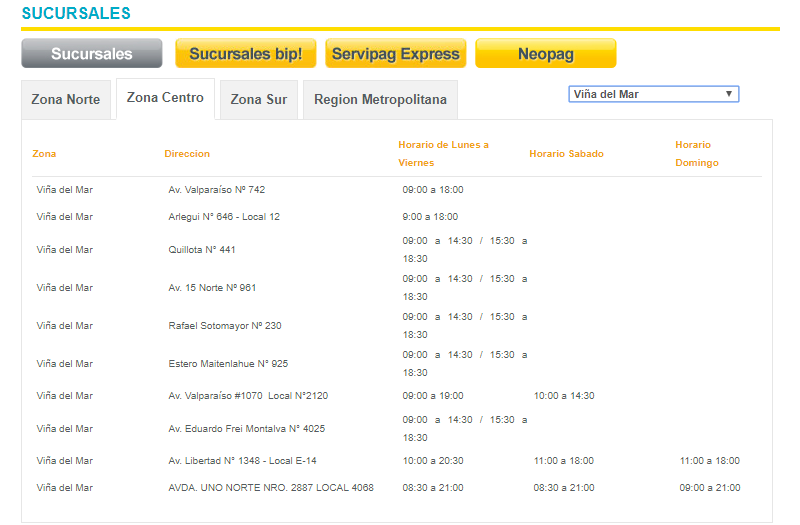 SUCURSALES
Sucursales Sucursales bip! Servipag Express Neopag
Zona Norte Zona Centro Zona Sur Region Metropolitana Viña del Mar
Zona Direccion Horario de Lunes a Viernes Horario Sabado Horario Domingo
Viña del Mar Av. Valparaíso Nº 742 09:00 a 18:00
Viña del Mar Arlegui N° 646 - Local 12 9:00 a 18:00
Viña del Mar Quillota N° 441 09:00 a 14:30 / 15:30 a 18:30
Viña del Mar Av. 15 Norte Nº 961 09:00 a 14:30 / 15:30 a 18:30
Viña del Mar Rafael Sotomayor Nº 230 09:00 a 14:30 / 15:30 a 18:30
Viña del Mar Estero Maitenlahue N° 925 09:00 a 14:30 / 15:30 a 18:30
Viña del Mar Av. Valparaíso #1070 Local N°2120 09:00 a 19:00 10:00 a 14:30
Viña del Mar Av. Eduardo Frei Montalva N° 4025 09:00 a 14:30 / 15:30 a 18:30
Viña del Mar Av. Libertad N° 1348 - Local E-14 10:00 a 20:30 11:00 a 18:00 11:00 a 18:00
Viña del Mar AVDA. UNO NORTE NRO. 2887 LOCAL 4068 08:30 a 21:00 08:30 a 21:00 09:00 a 21:00